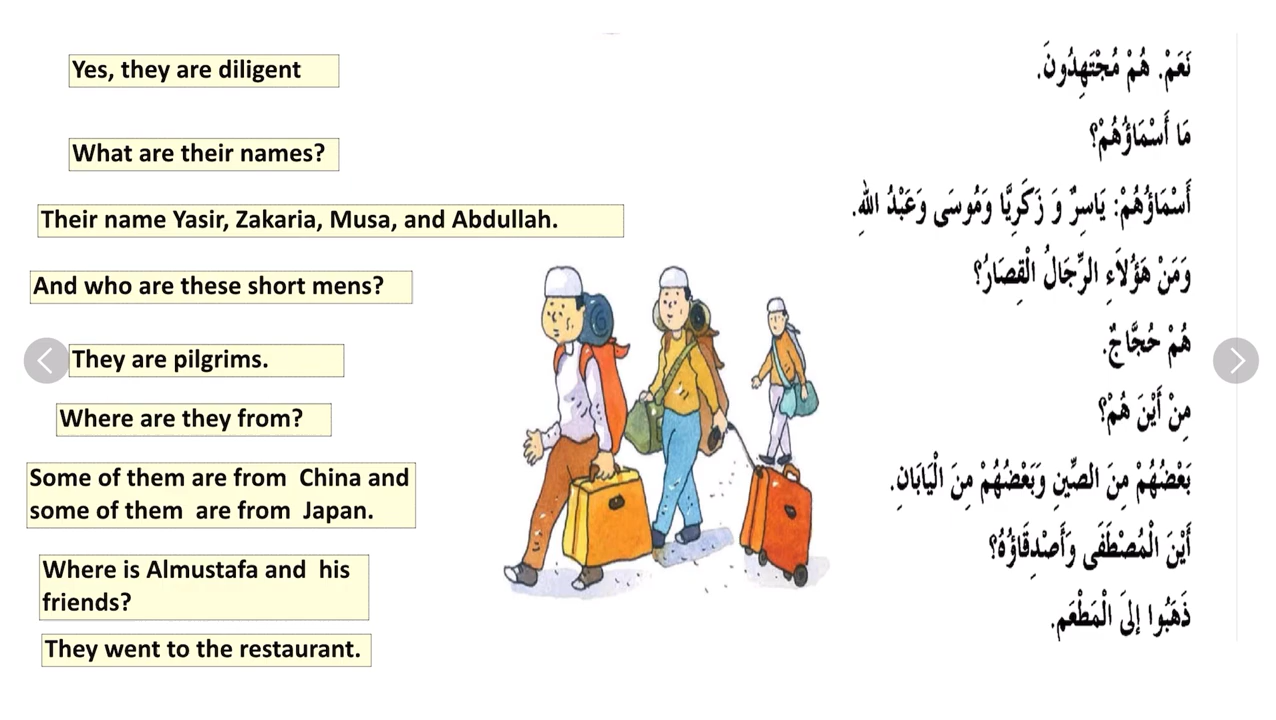 Yes, they are diligent
نَعَمْ. هُمْ مُجْتَهِدُونَ.
What are their names?
مَا أَسْمَاؤُهُمْ؟
Their name Yasir, Zakaria, Musa, and Abdullah.
أَسْمَاؤُهُمْ: يَاسِرٌ وَ زَكَرِيَّا وَمُوسَى وَعَبْدُ اللهِ.
And who are these short mens?
وَمَنْ هَؤُلاَءِ الرِّجَالُ الْقِصَارُ؟
They are pilgrims.
هُمْ حُجَّاجٌ.
Where are they from?
مِنْ أَيْنَ هُمْ؟
Some of them are from China and
some of them are from Japan.
بَعْضُهُمْ مِنَ الصِّينِ وَبَعْضُهُمْ مِنَ الْيَابَانِ.
Where is Almustafa and his
friends?
أَيْنَ الْمُصْطَفَى وَأَصْدِقَاؤُهُ؟
They went to the restaurant.
ذَهَبُوا إِلىَ الْمَطْعَمِ.